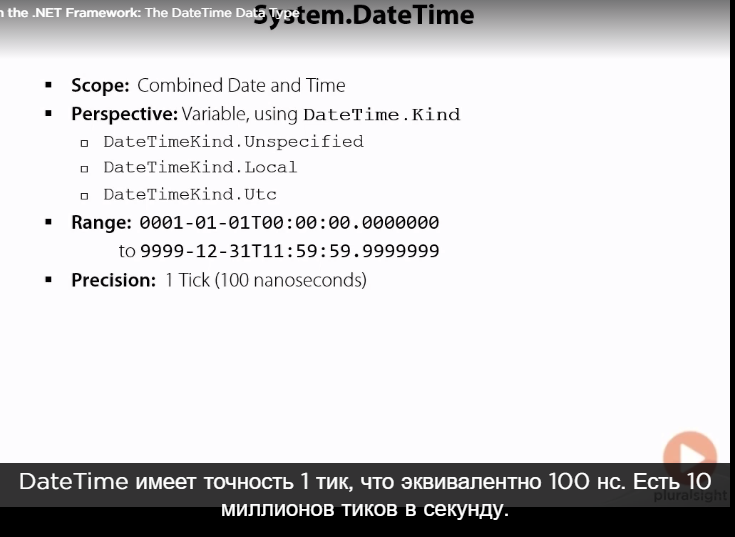 n the .NET Framework: The DateTime Data Type
System.DateTime
▪ Scope: Combined Date and Time
▪ Perspective: Variable, using DateTime.Kind
▫ DateTimeKind.Unspecified
▫ DateTimeKind.Local
▫ DateTimeKind.Utc
▪ Range: 0001-01-01T00:00:00.0000000
to 9999-12-31T11:59:59.9999999
▪ Precision: 1 Tick (100 nanoseconds)
DateTime имеет точность 1 тик, что эквивалентно 100 нс. Есть 10
pluralsight
миллионов тиков в секунду.